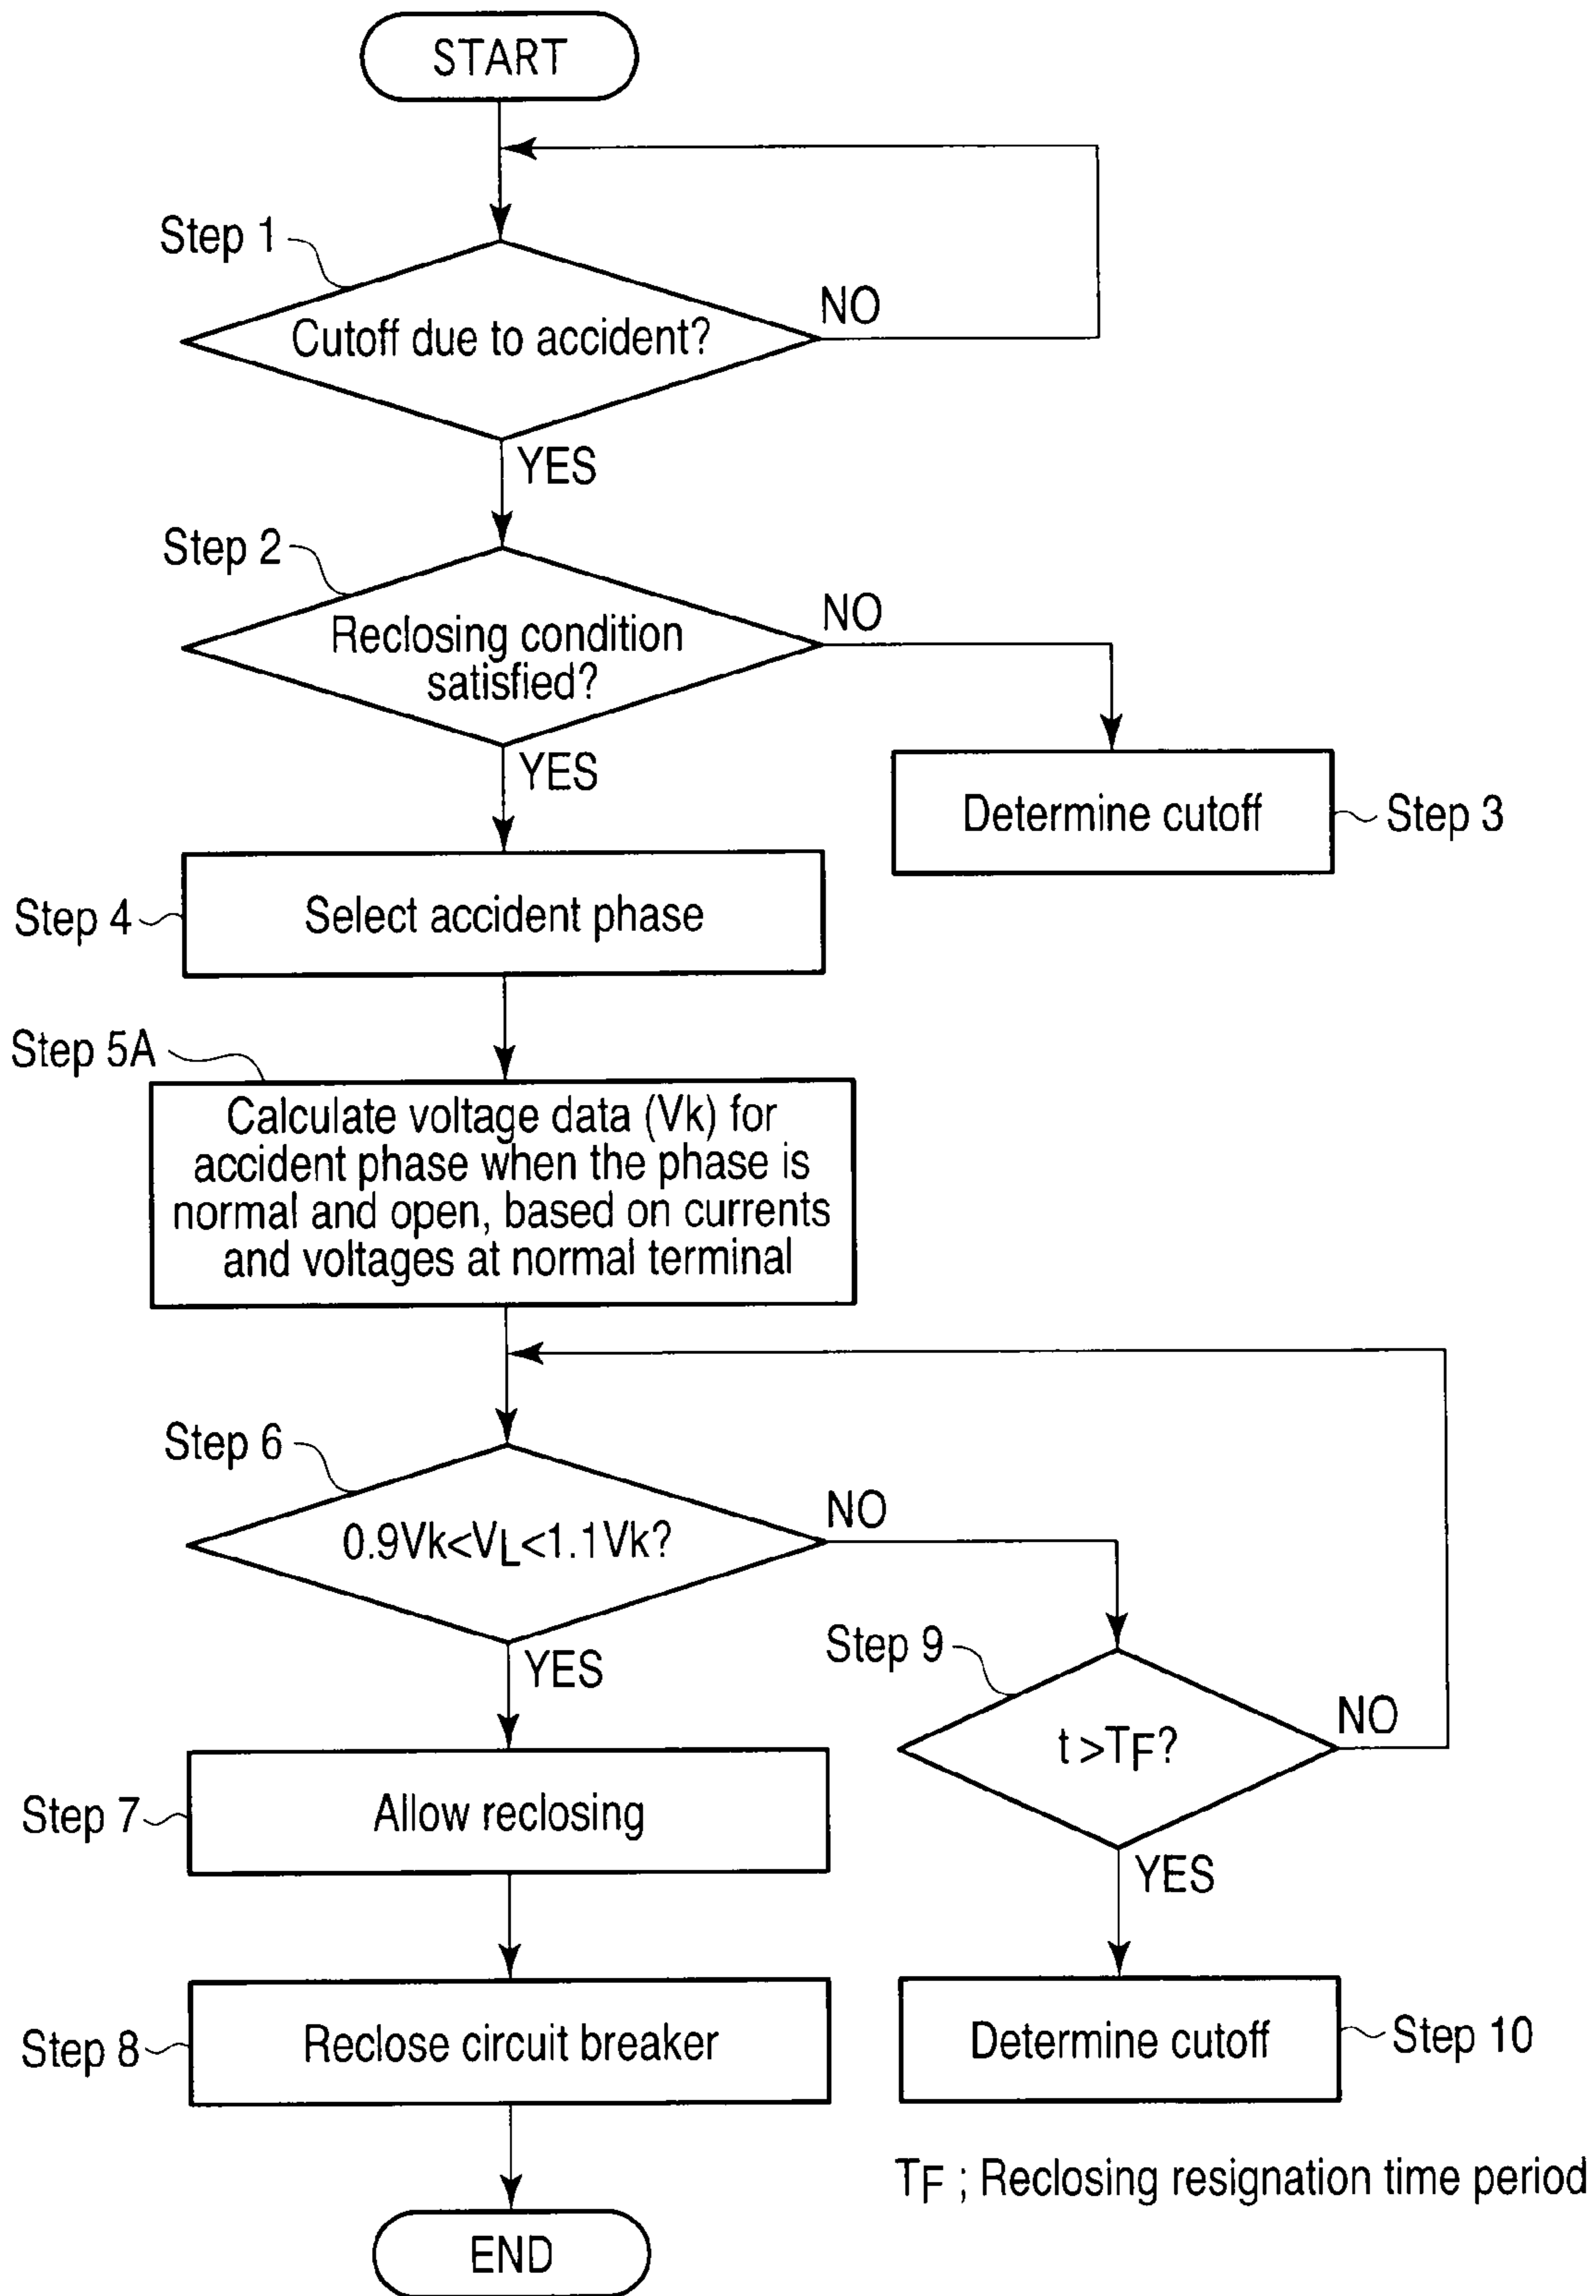 START
Step 1
Cutoff due to accident?
NO
YES
Step 2
Reclosing condition
satisfied?
NO
YES
Determine cutoff
Step 3
Step 4
Select accident phase
Step 5A
Calculate voltage data (Vk) for
accident phase when the phase is
normal and open, based on currents
and voltages at normal terminal
Step 6
0.9Vk<VL<1.1Vk?
NO
YES
Step 9
t >TF?
NO
YES
Step 7
Allow reclosing
Step 8
Reclose circuit breaker
Determine cutoff
Step 10
TF ; Reclosing resignation time period
END